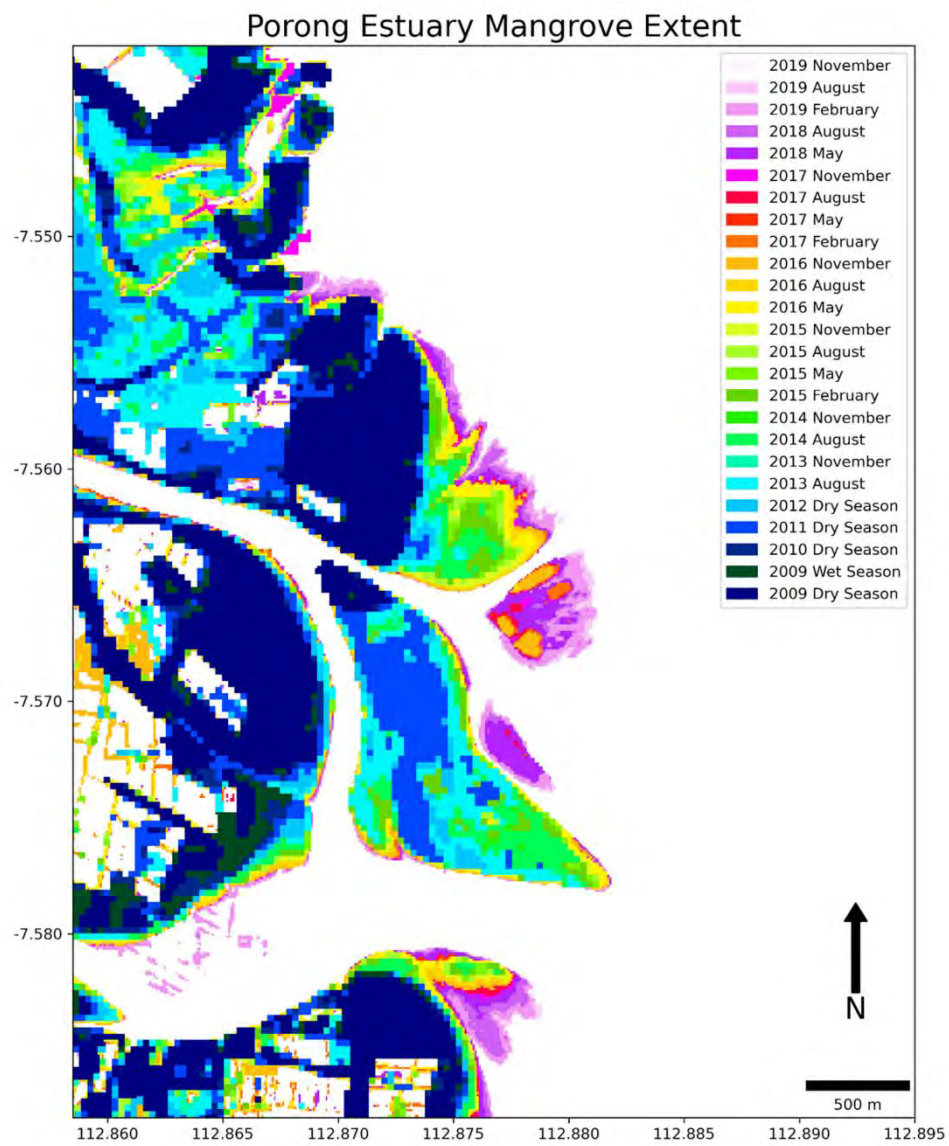 Porong Estuary Mangrove Extent
2019 November
2019 August
2019 February
2018 August
2018 May
2017 November
2017 August
2017 May
2017 February
2016 November
2016 August
2016 May
2015 November
2015 August
2015 May
2015 February
2014 November
2014 August
2013 November
2013 August
2012 Dry Season
2011 Dry Season
2010 Dry Season
2009 Wet Season
2009 Dry Season
-7.550
-7.560
-7.570
-7.580
N
500 m
112.860 112.865 112.870 112.875 112.880 112.885 112.890 112.895